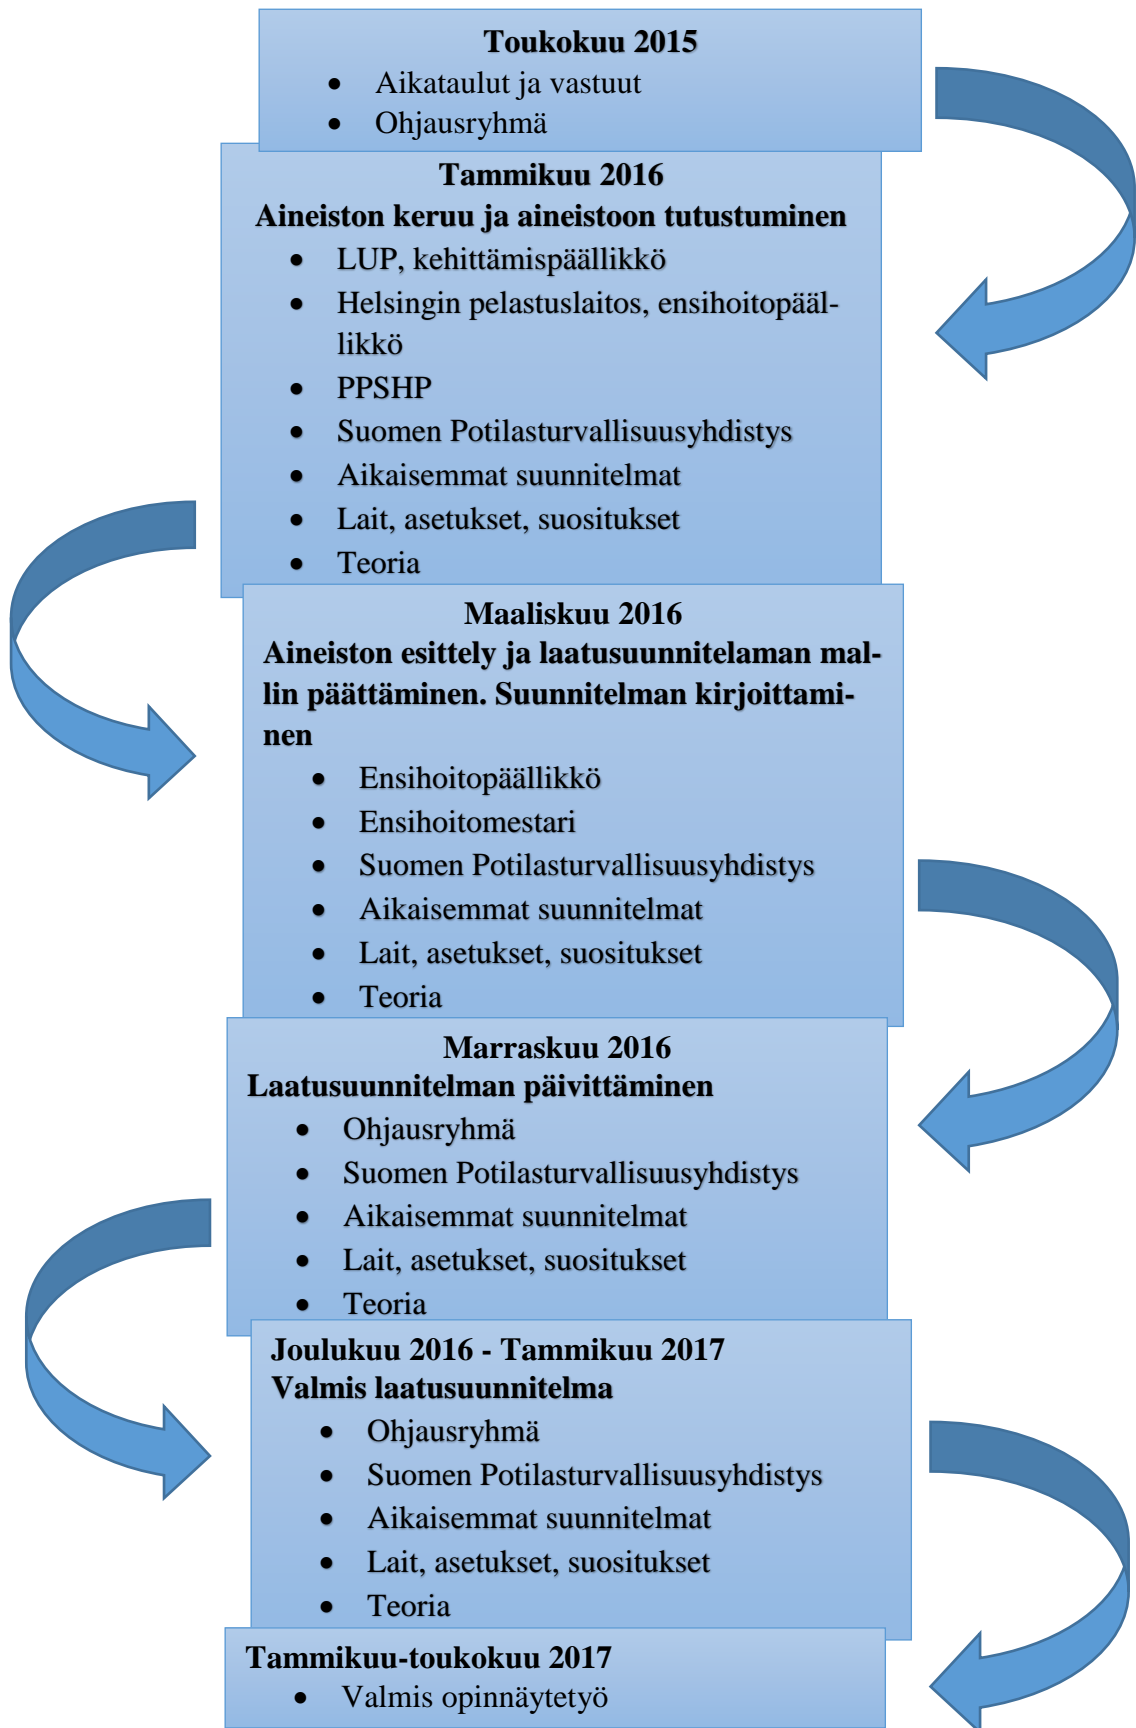 Toukokuu 2015
• Aikataulut ja vastuut
• Ohjausryhmä
Tammikuu 2016
Aineiston keruu ja aineistoon tutustuminen
• LUP, kehittämispäällikkö
• Helsingin pelastuslaitos, ensihoitopääl-
likkö
• PPSHP
• Suomen Potilasturvallisuusyhdistys
• Aikaisemmat suunnitelmat
• Lait, asetukset, suositukset
• Teoria
Maaliskuu 2016
Aineiston esittely ja laatusuunnitelaman mal-
lin päättäminen. Suunnitelman kirjoittami-
nen
• Ensihoitopäällikkö
• Ensihoitomestari
• Suomen Potilasturvallisuusyhdistys
• Aikaisemmat suunnitelmat
• Lait, asetukset, suositukset
• Teoria
Marraskuu 2016
Laatusuunnitelman päivittäminen
• Ohjausryhmä
• Suomen Potilasturvallisuusyhdistys
• Aikaisemmat suunnitelmat
• Lait, asetukset, suositukset
• Teoria
Joulukuu 2016 - Tammikuu 2017
Valmis laatusuunnitelma
• Ohjausryhmä
• Suomen Potilasturvallisuusyhdistys
• Aikaisemmat suunnitelmat
• Lait, asetukset, suositukset
• Teoria
Tammikuu-toukokuu 2017
• Valmis opinnäytetyö